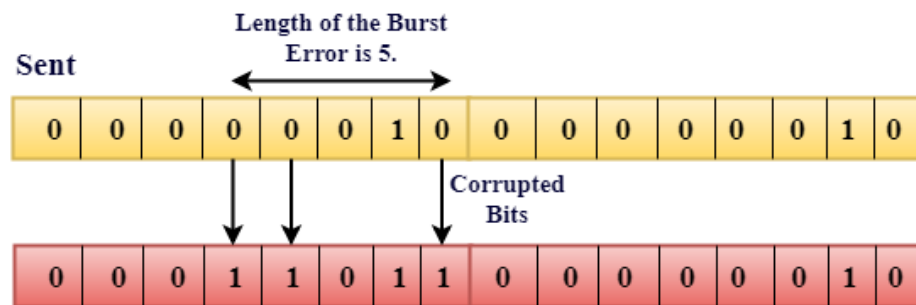 Length of the Burst
Error is 5.
Sent
0 0 0 0 0 0 1 0 0 0 0 0 0 0 1 0
Corrupted
Bits
0 0 0 1 1 0 1 1 0 0 0 0 0 0 1 0